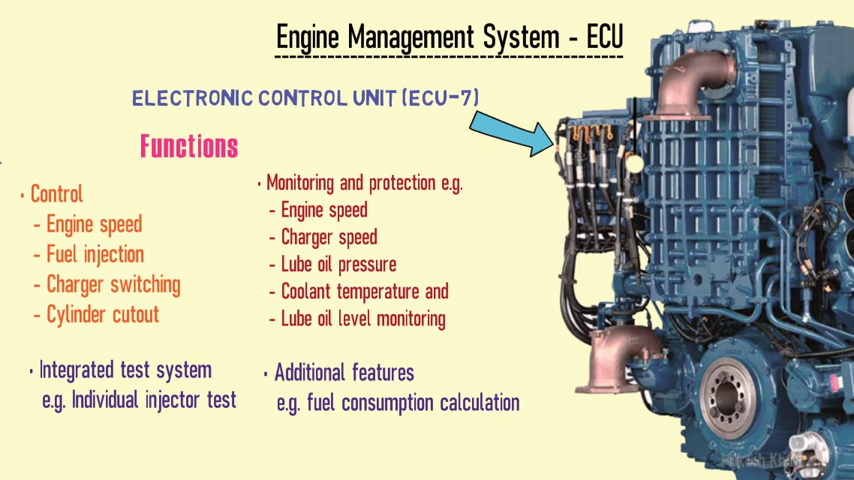 Engine Management System - ECU
ELECTRONIC CONTROL UNIT (ECU-7)
Functions
· Control
- Engine speed
- Fuel injection
- Charger switching
- Cylinder cutout
· Monitoring and protection e.g.
- Engine speed
- Charger speed
- Lube oil pressure
- Coolant temperature and
- Lube oil level monitoring
· Integrated test system
e.g. Individual injector test
· Additional features
e.g. fuel consumption calculation